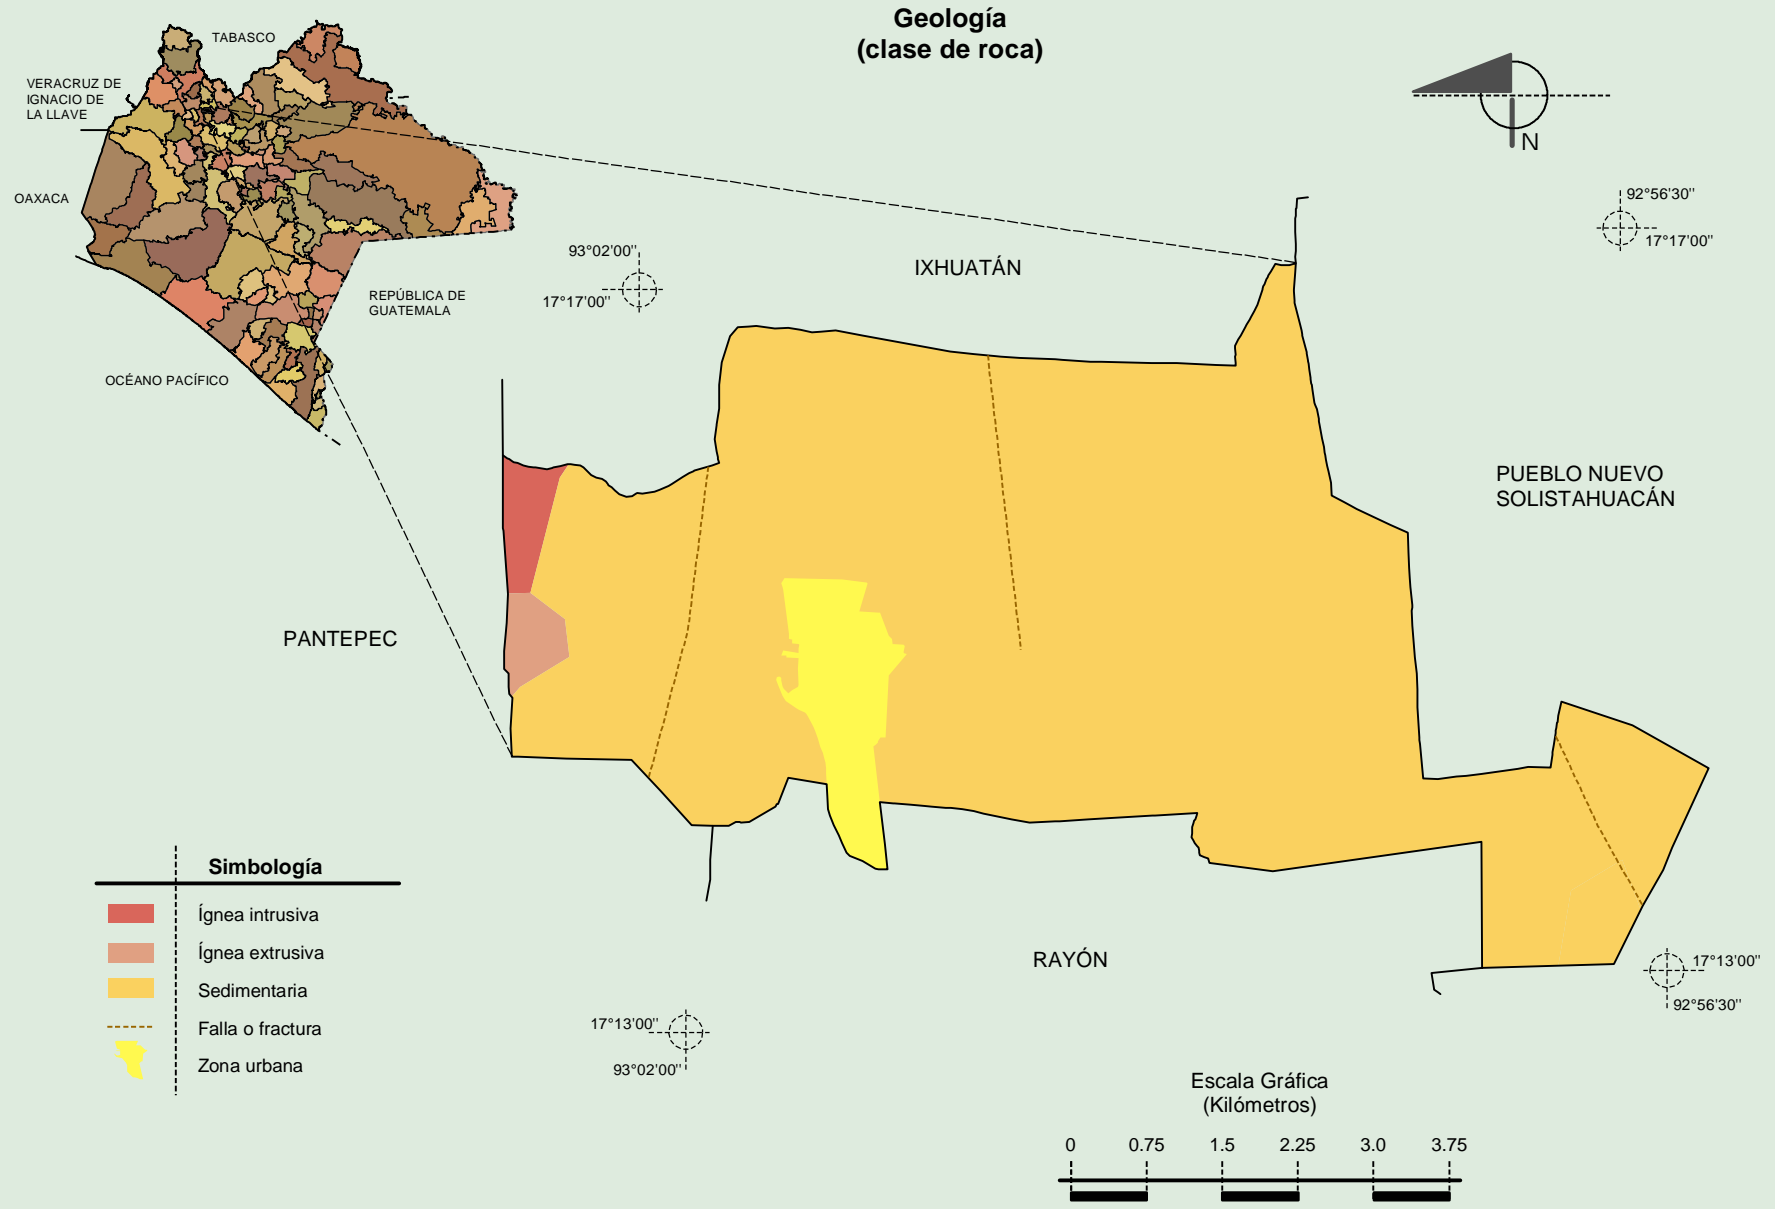 Geología
(clase de roca)
TABASCO
VERACRUZ DE
IGNACIO DE
LA LLAVE
OAXACA
REPÚBLICA DE
GUATEMALA
OCÉANO PACÍFICO
N
93°02'00''
17°17'00''
92°56'30''
17°17'00''
IXHUATÁN
PUEBLO NUEVO
SOLISTAHUACÁN
PANTEPEC
RAYÓN
17°13'00''
92°56'30''
17°13'00''
93°02'00''
Simbología
Ígnea intrusiva
Ígnea extrusiva
Sedimentaria
Falla o fractura
Zona urbana
Escala Gráfica
(Kilómetros)
0 0.75 1.5 2.25 3.0 3.75